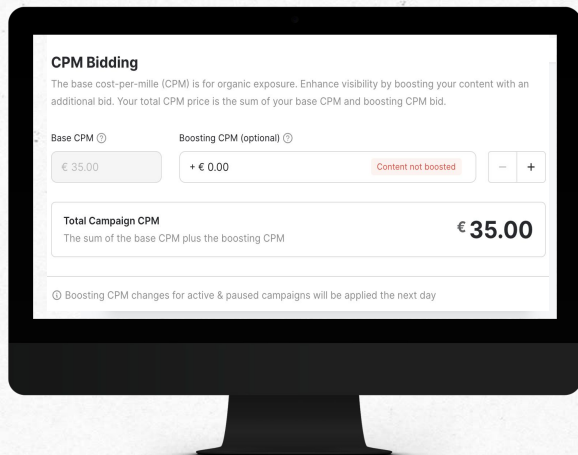 CPM Bidding
The base cost-per-mille (CPM) is for organic exposure. Enhance visibility by boosting your content with an
additional bid. Your total CPM price is the sum of your base CPM and boosting CPM bid.
Base CPM Boosting CPM (optional)
€ 35.00 + € 0.00 Content not boosted − +
Total Campaign CPM
The sum of the base CPM plus the boosting CPM
€ 35.00
Boosting CPM changes for active & paused campaigns will be applied the next day